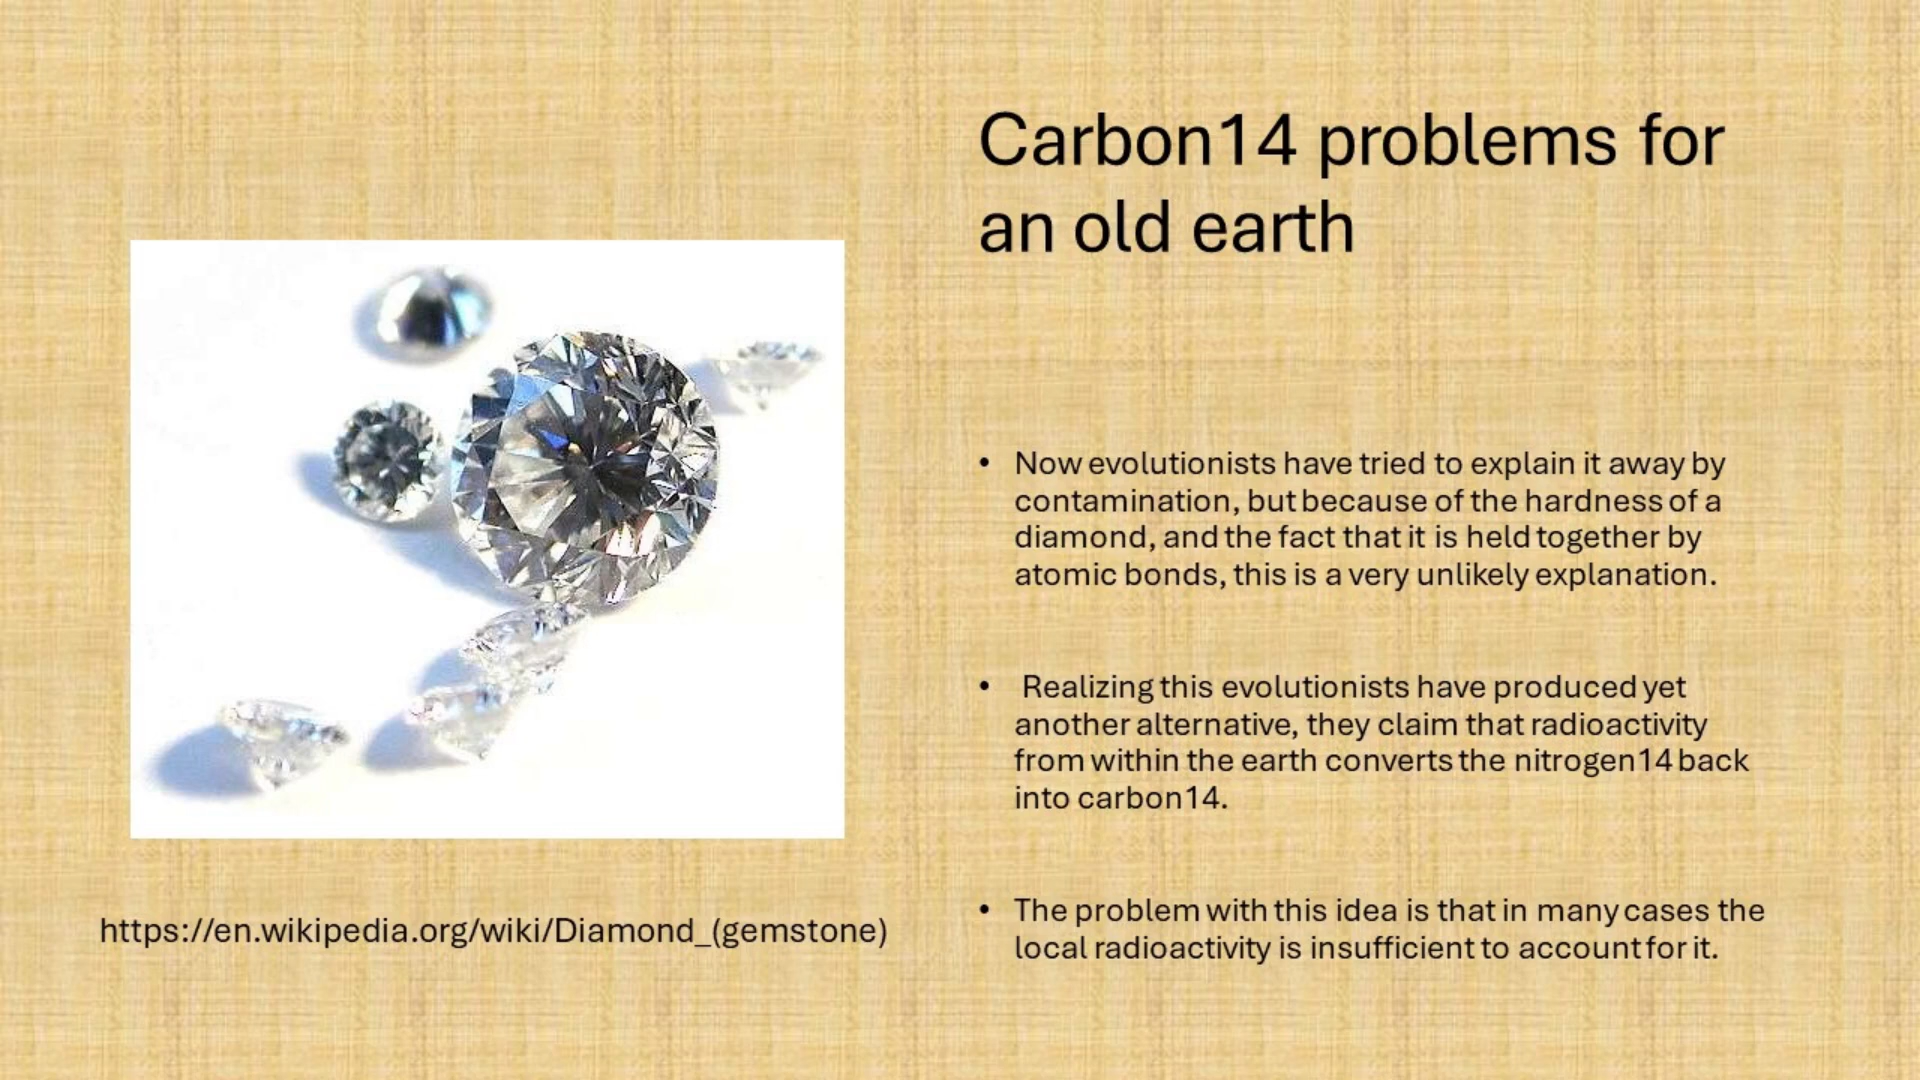 Carbon14 problems for
an old earth
• Now evolutionists have tried to explain it away by
contamination, but because of the hardness of a
diamond, and the fact that it is held together by
atomic bonds, this is a very unlikely explanation.
• Realizing this evolutionists have produced yet
another alternative, they claim that radioactivity
from within the earth converts the nitrogen14 back
into carbon14.
• The problem with this idea is that in many cases the
local radioactivity is insufficient to account for it.
https://en.wikipedia.org/wiki/Diamond_(gemstone)